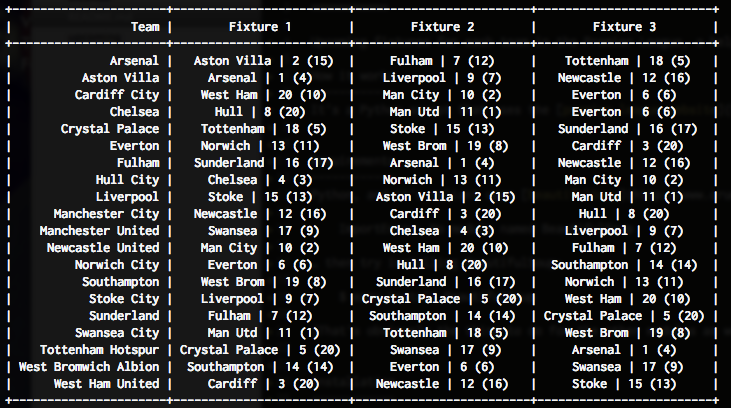 +----------------------+-----------------------+------------------------+------------------------+
| Team | Fixture 1 | Fixture 2 | Fixture 3 |
+----------------------+-----------------------+------------------------+------------------------+
| Arsenal | Aston Villa | 2 (15) | Fulham | 7 (12) | Tottenham | 18 (5) |
| Aston Villa | Arsenal | 1 (4) | Liverpool | 9 (7) | Newcastle | 12 (16) |
| Cardiff City | West Ham | 20 (10) | Man City | 10 (2) | Everton | 6 (6) |
| Chelsea | Hull | 8 (20) | Man Utd | 11 (1) | Everton | 6 (6) |
| Crystal Palace | Tottenham | 18 (5) | Stoke | 15 (13) | Sunderland | 16 (17) |
| Everton | Norwich | 13 (11) | West Brom | 19 (8) | Cardiff | 3 (20) |
| Fulham | Sunderland | 16 (17) | Arsenal | 1 (4) | Newcastle | 12 (16) |
| Hull City | Chelsea | 4 (3) | Norwich | 13 (11) | Man City | 10 (2) |
| Liverpool | Stoke | 15 (13) | Aston Villa | 2 (15) | Man Utd | 11 (1) |
| Manchester City | Newcastle | 12 (16) | Cardiff | 3 (20) | Hull | 8 (20) |
| Manchester United | Swansea | 17 (9) | Chelsea | 4 (3) | Liverpool | 9 (7) |
| Newcastle United | Man City | 10 (2) | West Ham | 20 (10) | Fulham | 7 (12) |
| Norwich City | Everton | 6 (6) | Hull | 8 (20) | Southampton | 14 (14) |
| Southampton | West Brom | 19 (8) | Sunderland | 16 (17) | Norwich | 13 (11) |
| Stoke City | Liverpool | 9 (7) | Crystal Palace | 5 (20) | West Ham | 20 (10) |
| Sunderland | Fulham | 7 (12) | Southampton | 14 (14) | Crystal Palace | 5 (20) |
| Swansea City | Man Utd | 11 (1) | Tottenham | 18 (5) | West Brom | 19 (8) |
| Tottenham Hotspur | Crystal Palace | 5 (20) | Swansea | 17 (9) | Arsenal | 1 (4) |
| West Bromwich Albion | Southampton | 14 (14) | Everton | 6 (6) | Swansea | 17 (9) |
| West Ham United | Cardiff | 3 (20) | Newcastle | 12 (16) | Stoke | 15 (13) |
+----------------------+-----------------------+------------------------+------------------------+